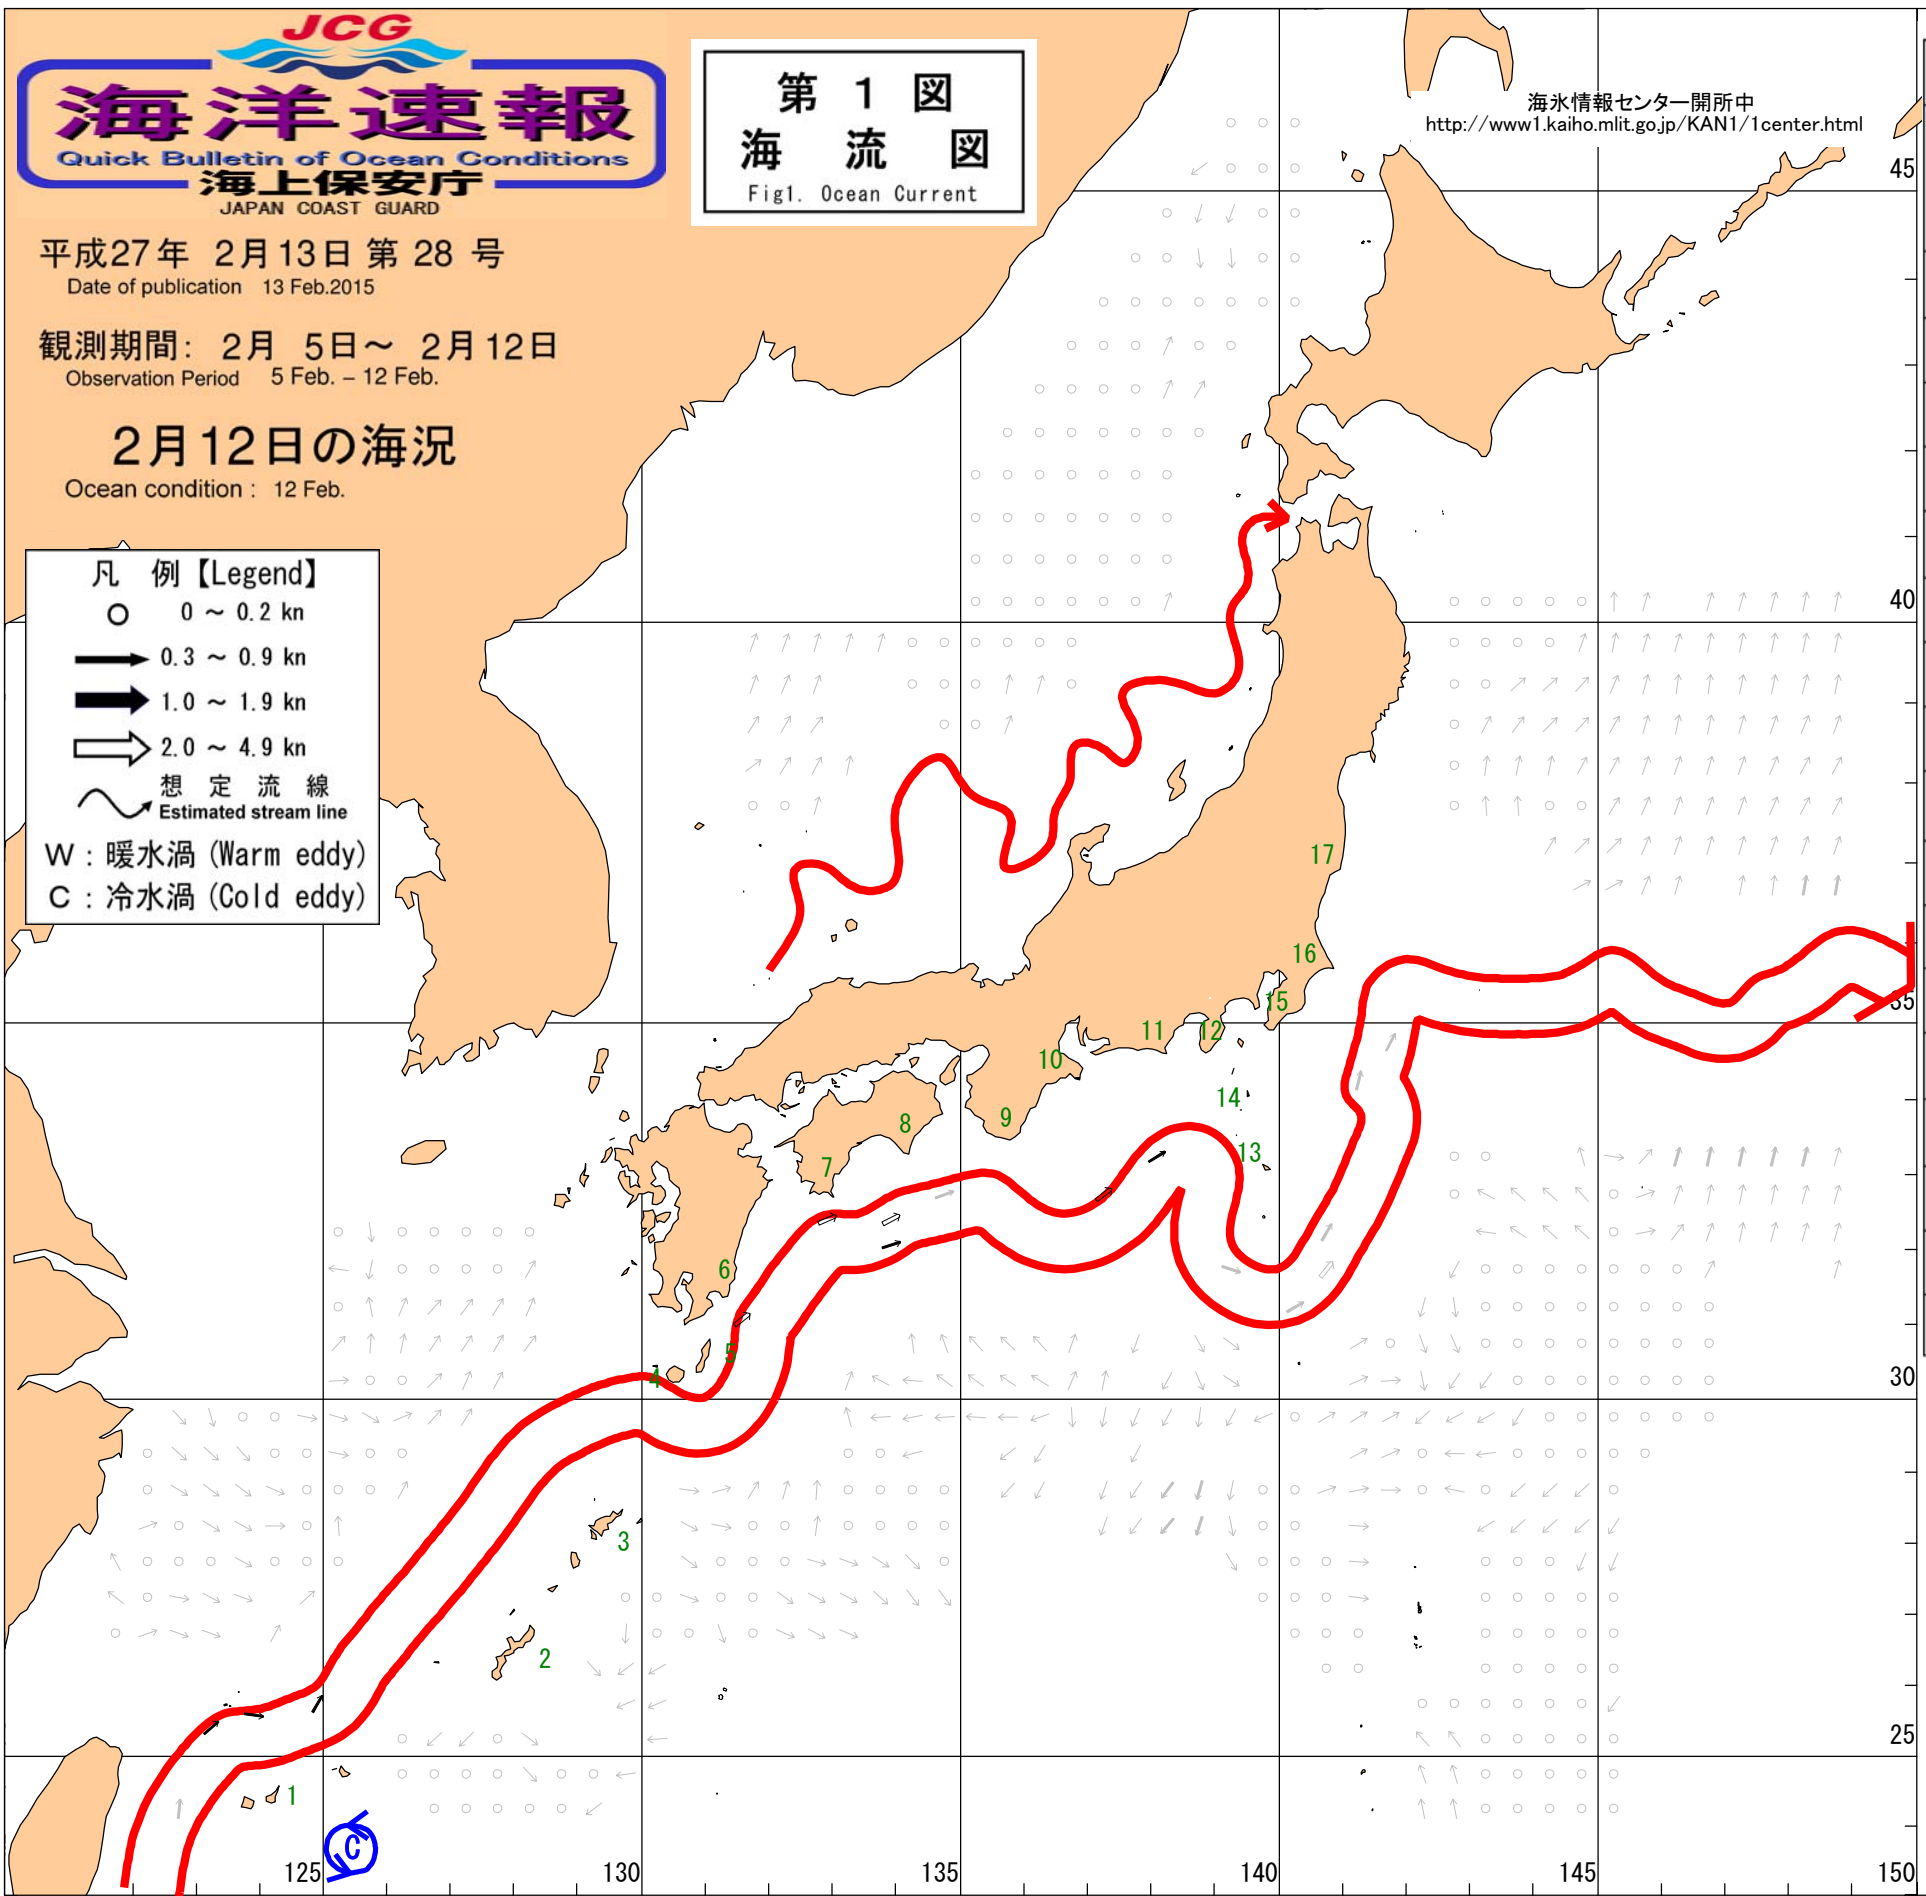 JCG
海洋速報
Quick Bulletin of Ocean Conditions
海上保安庁
JAPAN COAST GUARD
第 1 図
海 流 図
Fig1. Ocean Current
海氷情報センター開所中
http://www1.kaiho.mlit.go.jp/KAN1/1center.html
平成27年 2月13日 第 28 号
Date of publication 13 Feb.2015
観測期間: 2月 5日～ 2月12日
Observation Period 5 Feb. – 12 Feb.
2月12日の海況
Ocean condition : 12 Feb.
凡 例【Legend】
0 ～ 0.2 kn
0.3 ～ 0.9 kn
1.0 ～ 1.9 kn
2.0 ～ 4.9 kn
想 定 流 線
Estimated stream line
W : 暖水渦 (Warm eddy)
C : 冷水渦 (Cold eddy)
45
40
17
16
15
35
11
12
10
14
9
8
13
7
6
5
4
30
3
2
25
1
C
125
130
135
140
145
150